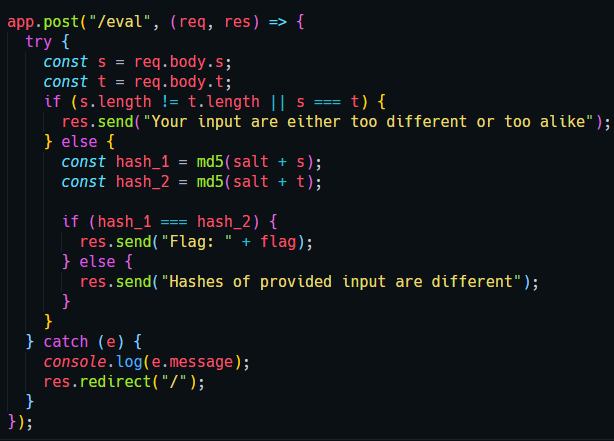 app.post("/eval", (req, res) => {
  try {
    const s = req.body.s;
    const t = req.body.t;
    if (s.length != t.length || s === t) {
      res.send("Your input are either too different or too alike");
    } else {
      const hash_1 = md5(salt + s);
      const hash_2 = md5(salt + t);

      if (hash_1 === hash_2) {
        res.send("Flag: " + flag);
      } else {
        res.send("Hashes of provided input are different");
      }
    }
  } catch (e) {
    console.log(e.message);
    res.redirect("/");
  }
});